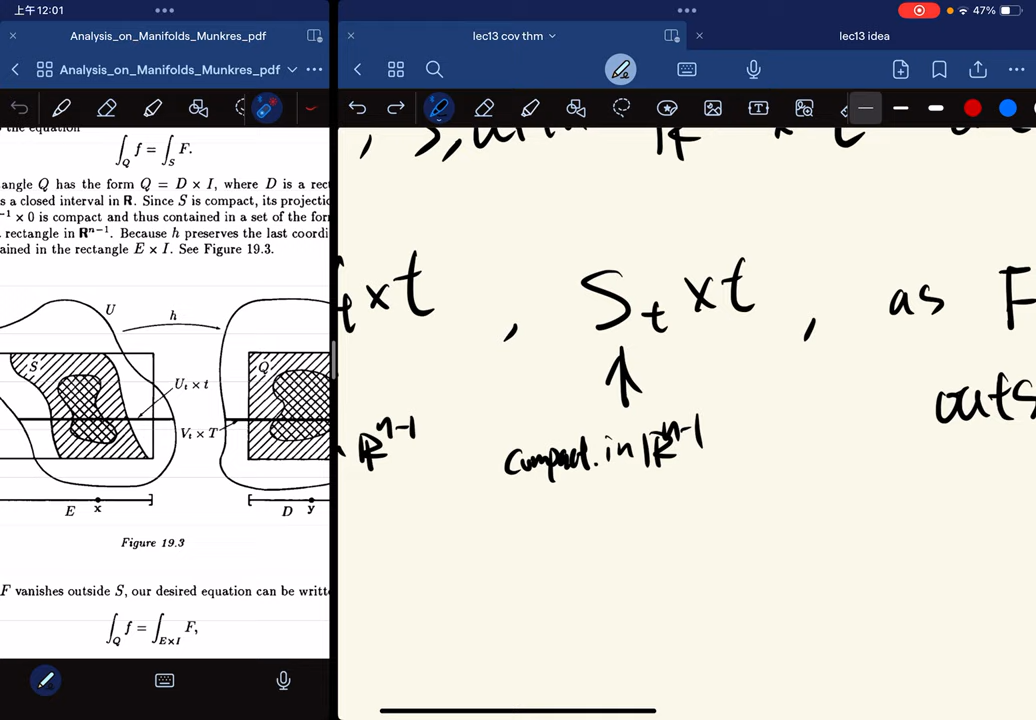 上午12:01
47%
Analysis_on_Manifolds_Munkres_pdf
lec13 cov thm
lec13 idea
Analysis_on_Manifolds_Munkres_pdf
the equation
∫_Q f = ∫_S F.
angle Q has the form Q = D × I, where D is a rec
s a closed interval in R. Since S is compact, its projectio
−1 × 0 is compact and thus contained in a set of the for
rectangle in R^{n−1}. Because h preserves the last coordi
ained in the rectangle E × I. See Figure 19.3.
U
h
S
Q
U_t × t
V_t × T
E x
D y
Figure 19.3
F vanishes outside S, our desired equation can be writt
∫_Q f = ∫_{E×I} F,
t × t , S_t × t , as F
outs
ℝ^{n-1}
compact. in ℝ^{n-1}